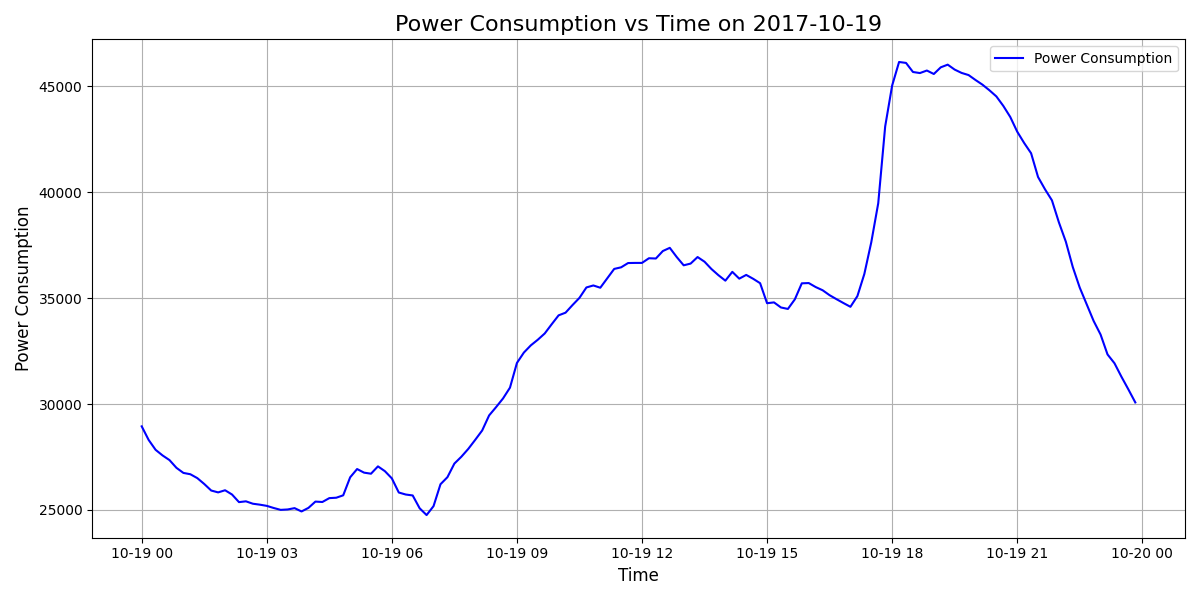 Power Consumption vs Time on 2017-10-19
Power Consumption
45000
40000
35000
30000
25000
Power Consumption
10-19 00 10-19 03 10-19 06 10-19 09 10-19 12 10-19 15 10-19 18 10-19 21 10-20 00
Time